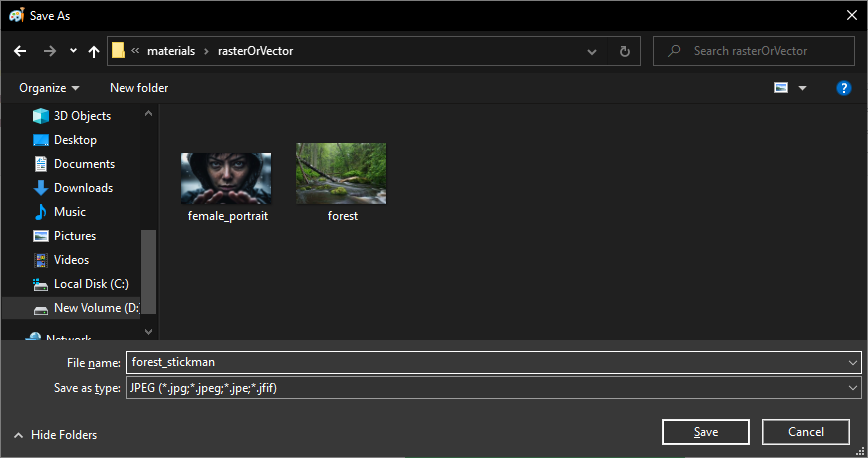 Save As
« materials › rasterOrVector
Search rasterOrVector
Organize
New folder
?
3D Objects
Desktop
Documents
Downloads
Music
Pictures
Videos
Local Disk (C:)
New Volume (D:
Network
female_portrait
forest
File name: forest_stickman
Save as type: JPEG (*.jpg;*.jpeg;*.jpe;*.jfif)
Hide Folders
Save
Cancel